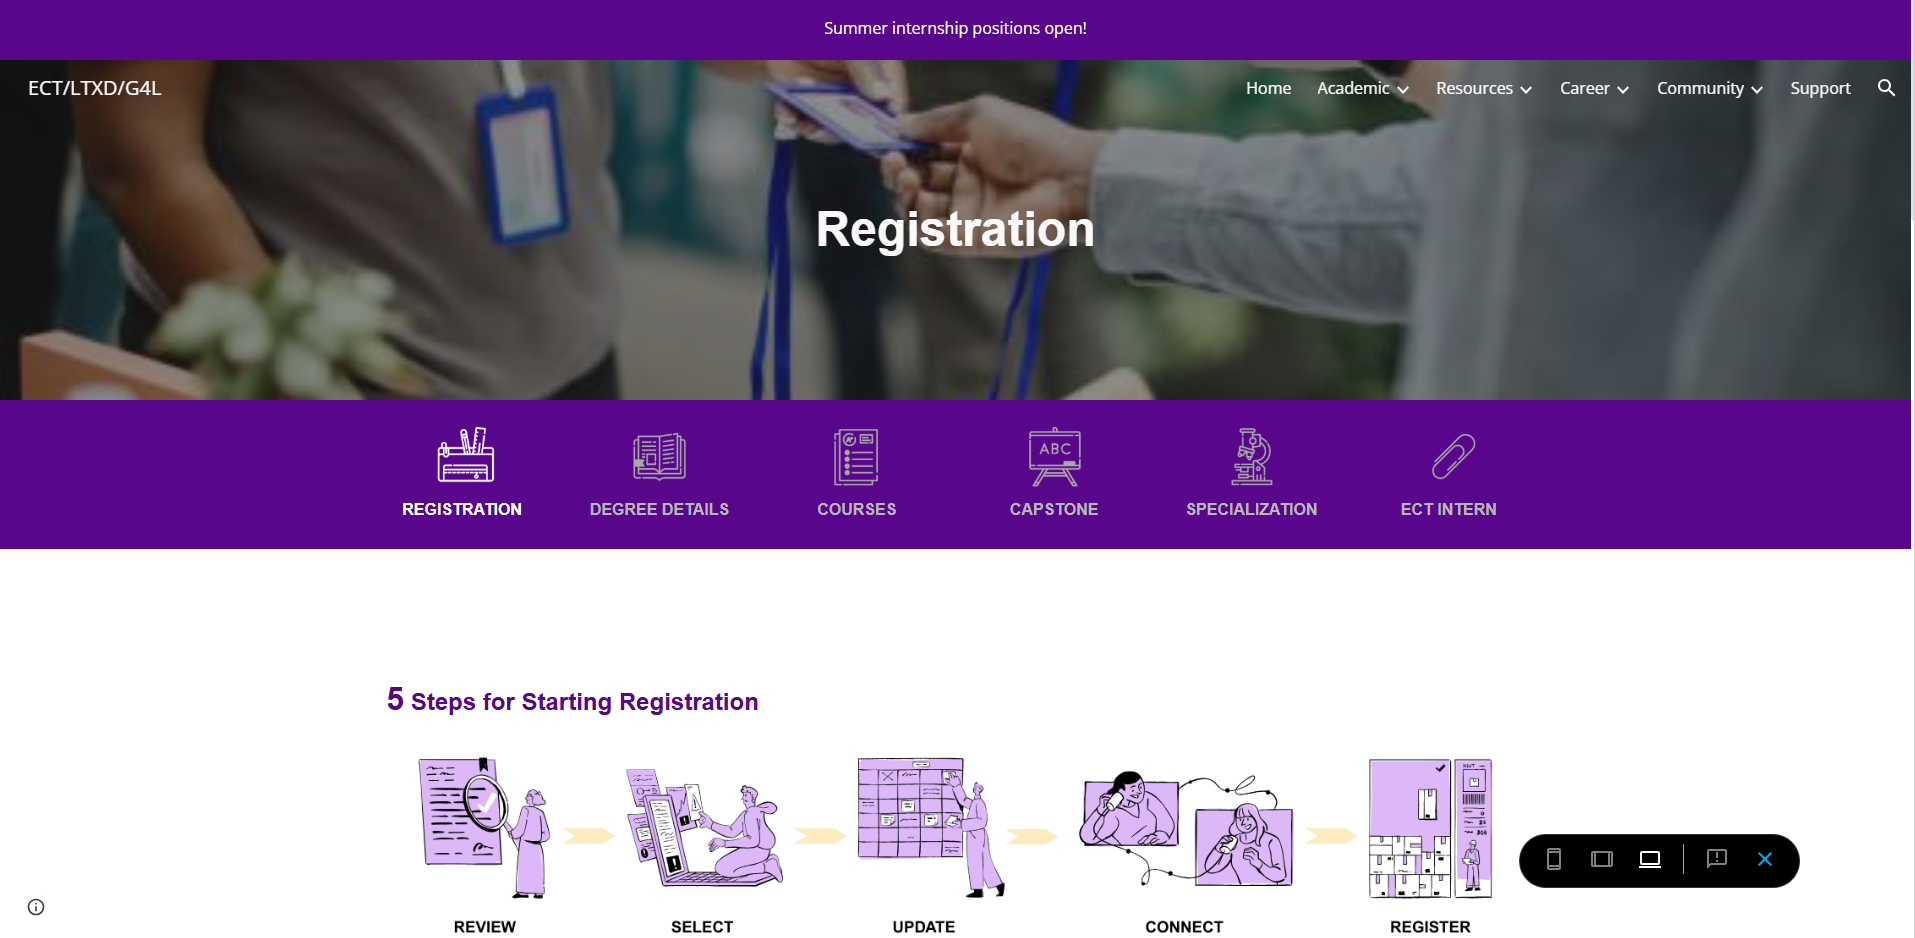 Summer internship positions open!
ECT/LTXD/G4L
Home Academic Resources Career Community Support
Registration
ABC
REGISTRATION DEGREE DETAILS COURSES CAPSTONE SPECIALIZATION ECT INTERN
5 Steps for Starting Registration
REVIEW SELECT UPDATE CONNECT REGISTER